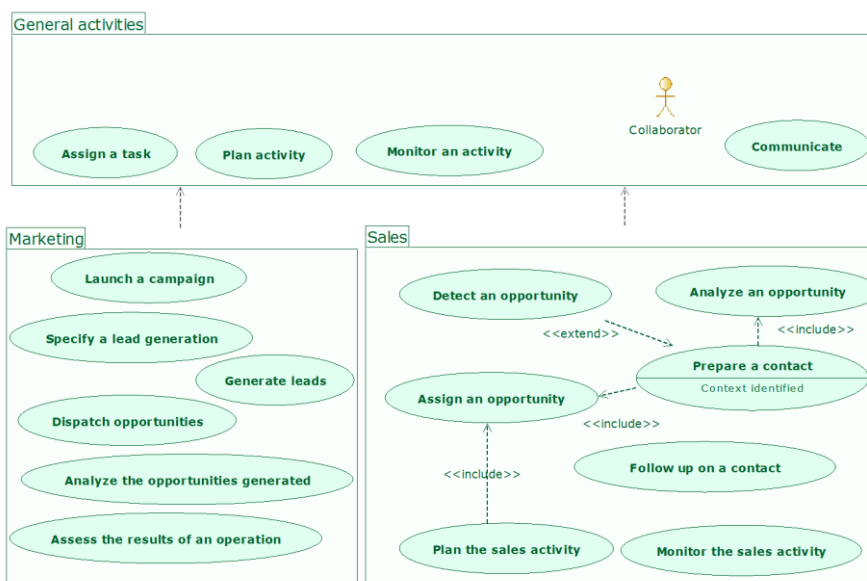 General activities
Collaborator
Assign a task
Plan activity
Monitor an activity
Communicate
Marketing
Launch a campaign
Specify a lead generation
Generate leads
Dispatch opportunities
Analyze the opportunities generated
Assess the results of an operation
Sales
Detect an opportunity
Analyze an opportunity
<<extend>>
<<include>>
Prepare a contact
Context identified
Assign an opportunity
<<include>>
<<include>>
Follow up on a contact
Plan the sales activity
Monitor the sales activity